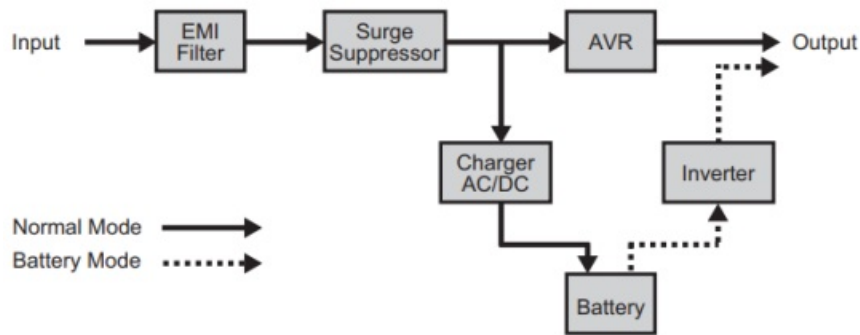 Input
EMI
Filter
Surge
Suppressor
AVR
Output
Charger
AC/DC
Inverter
Normal Mode
Battery Mode
Battery